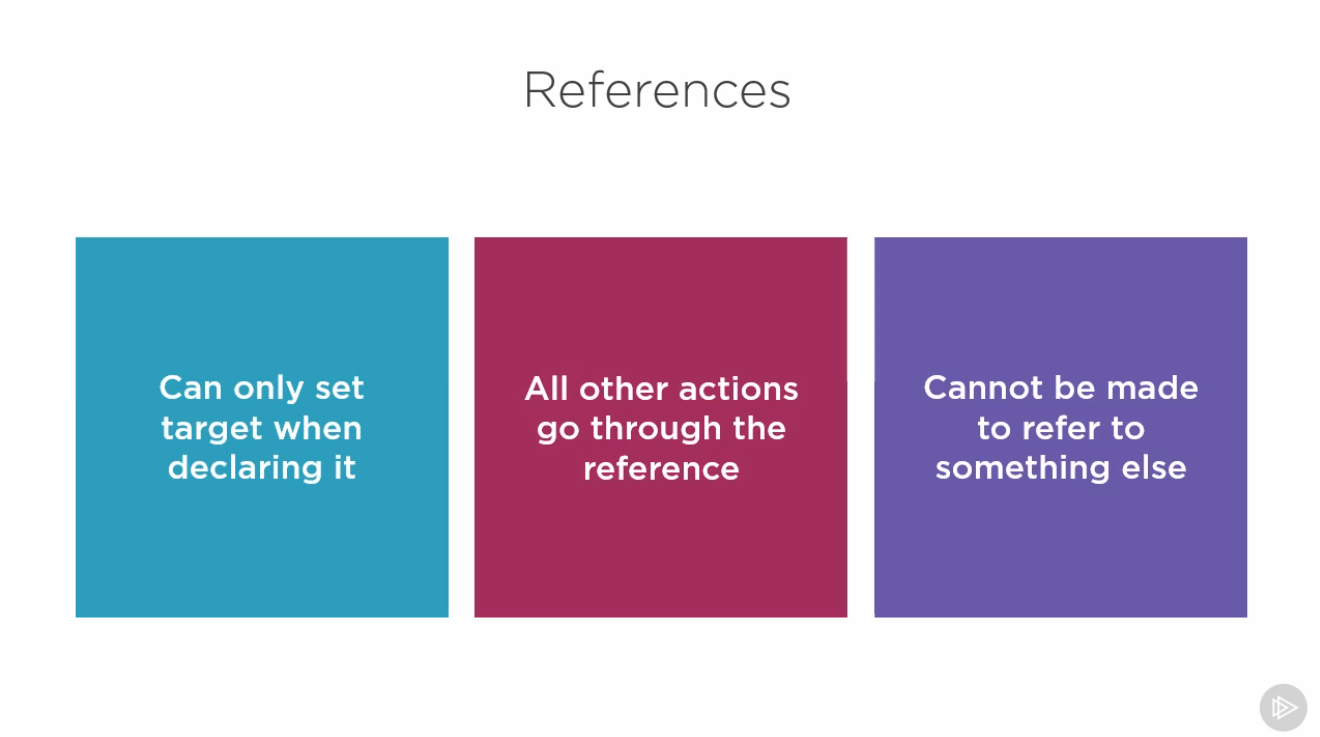 References
Can only set
target when
declaring it
All other actions
go through the
reference
Cannot be made
to refer to
something else